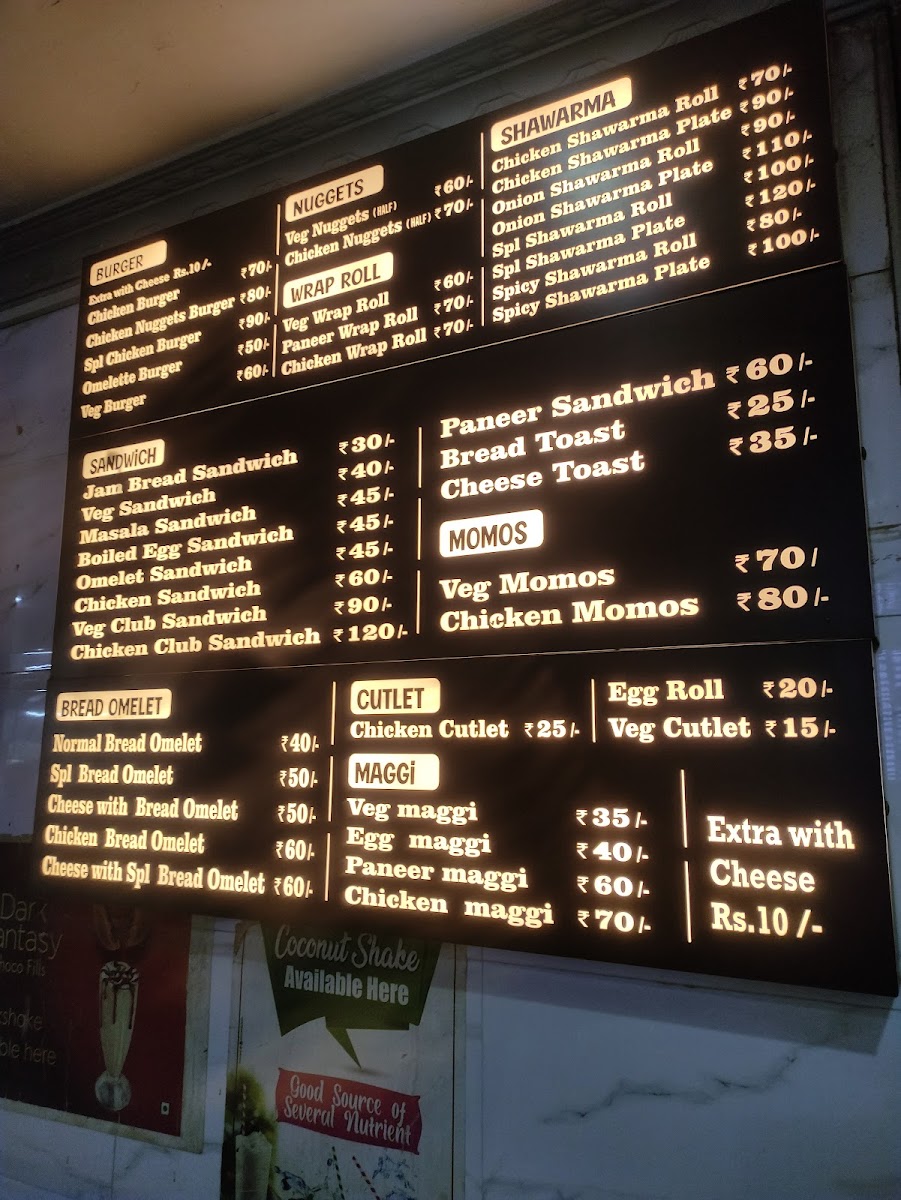 BURGER
Extra with Cheese Rs.10/-
Chicken Burger ₹70/-
Chicken Nuggets Burger ₹80/-
Spl Chicken Burger ₹90/-
Omelette Burger ₹50/-
Veg Burger ₹60/-
NUGGETS
Veg Nuggets (HALF) ₹60/-
Chicken Nuggets (HALF) ₹70/-
WRAP ROLL
Veg Wrap Roll ₹60/-
Paneer Wrap Roll ₹70/-
Chicken Wrap Roll ₹70/-
SHAWARMA
Chicken Shawarma Roll ₹70/-
Chicken Shawarma Plate ₹90/-
Onion Shawarma Roll ₹90/-
Onion Shawarma Plate ₹110/-
Spl Shawarma Roll ₹100/-
Spl Shawarma Plate ₹120/-
Spicy Shawarma Roll ₹80/-
Spicy Shawarma Plate ₹100/-
SANDWiCH
Jam Bread Sandwich ₹30/-
Veg Sandwich ₹40/-
Masala Sandwich ₹45/-
Boiled Egg Sandwich ₹45/-
Omelet Sandwich ₹45/-
Chicken Sandwich ₹60/-
Veg Club Sandwich ₹90/-
Chicken Club Sandwich ₹120/-
Paneer Sandwich ₹60/-
Bread Toast ₹25/-
Cheese Toast ₹35/-
MOMOS
Veg Momos ₹70/
Chicken Momos ₹80/-
BREAD OMELET
Normal Bread Omelet ₹40/-
Spl Bread Omelet ₹50/-
Cheese with Bread Omelet ₹50/-
Chicken Bread Omelet ₹60/-
Cheese with Spl Bread Omelet ₹60/-
CUTLET
Chicken Cutlet ₹25/-
Egg Roll ₹20/-
Veg Cutlet ₹15/-
MAGGi
Veg maggi ₹35/-
Egg maggi ₹40/-
Paneer maggi ₹60/-
Chicken maggi ₹70/-
Extra with
Cheese
Rs.10/-
Dark
antasy
hoco Fills
shake
ble here
Coconut Shake
Available Here
Good Source of
Several Nutrient